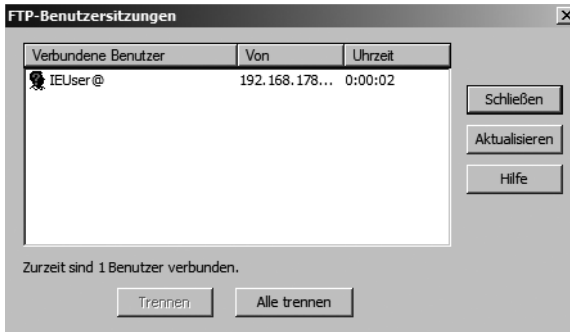 FTP-Benutzersitzungen
Verbundene Benutzer Von Uhrzeit
IEUser@ 192.168.178... 0:00:02
Schließen
Aktualisieren
Hilfe
Zurzeit sind 1 Benutzer verbunden.
Trennen Alle trennen